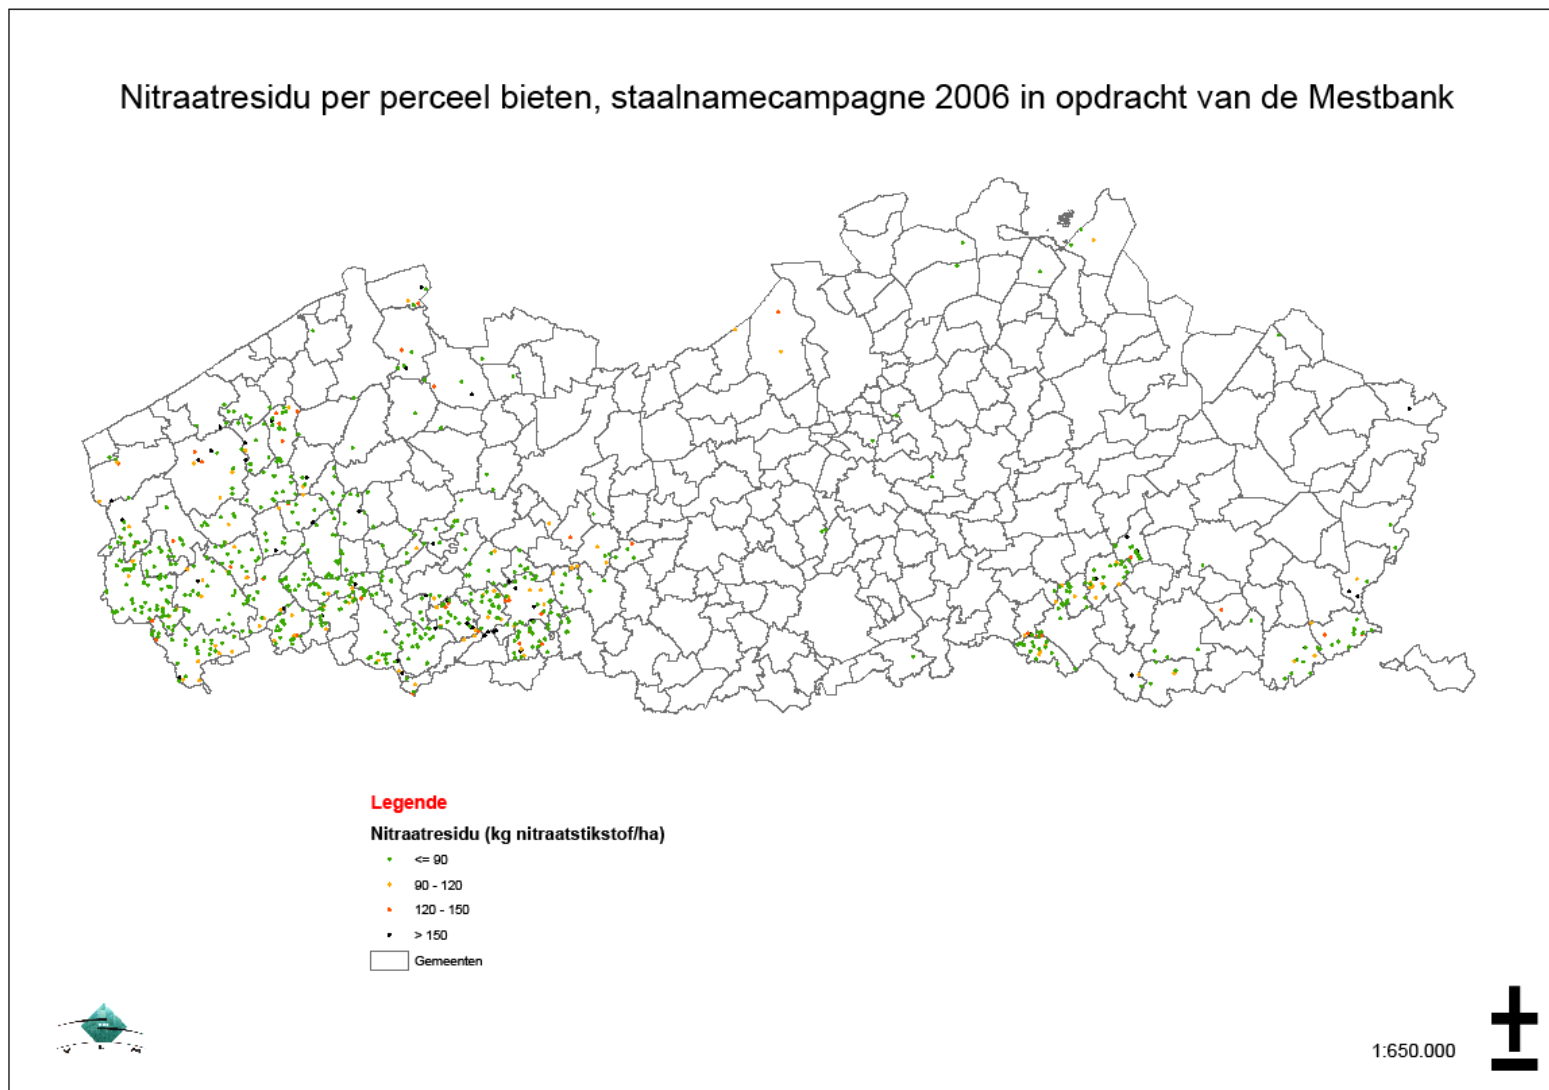 Nitraatresidu per perceel bieten, staalnamecampagne 2006 in opdracht van de Mestbank
Legende
Nitraatresidu (kg nitraatstikstof/ha)
<= 90
90 - 120
120 - 150
> 150
Gemeenten
V L M
1:650.000